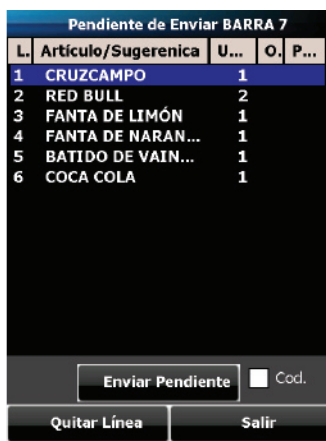 Pendiente de Enviar BARRA 7
L. Artículo/Sugerenica U... O. P...
1 CRUZCAMPO 1
2 RED BULL 2
3 FANTA DE LIMÓN 1
4 FANTA DE NARAN... 1
5 BATIDO DE VAIN... 1
6 COCA COLA 1
Enviar Pendiente Cod.
Quitar Línea Salir